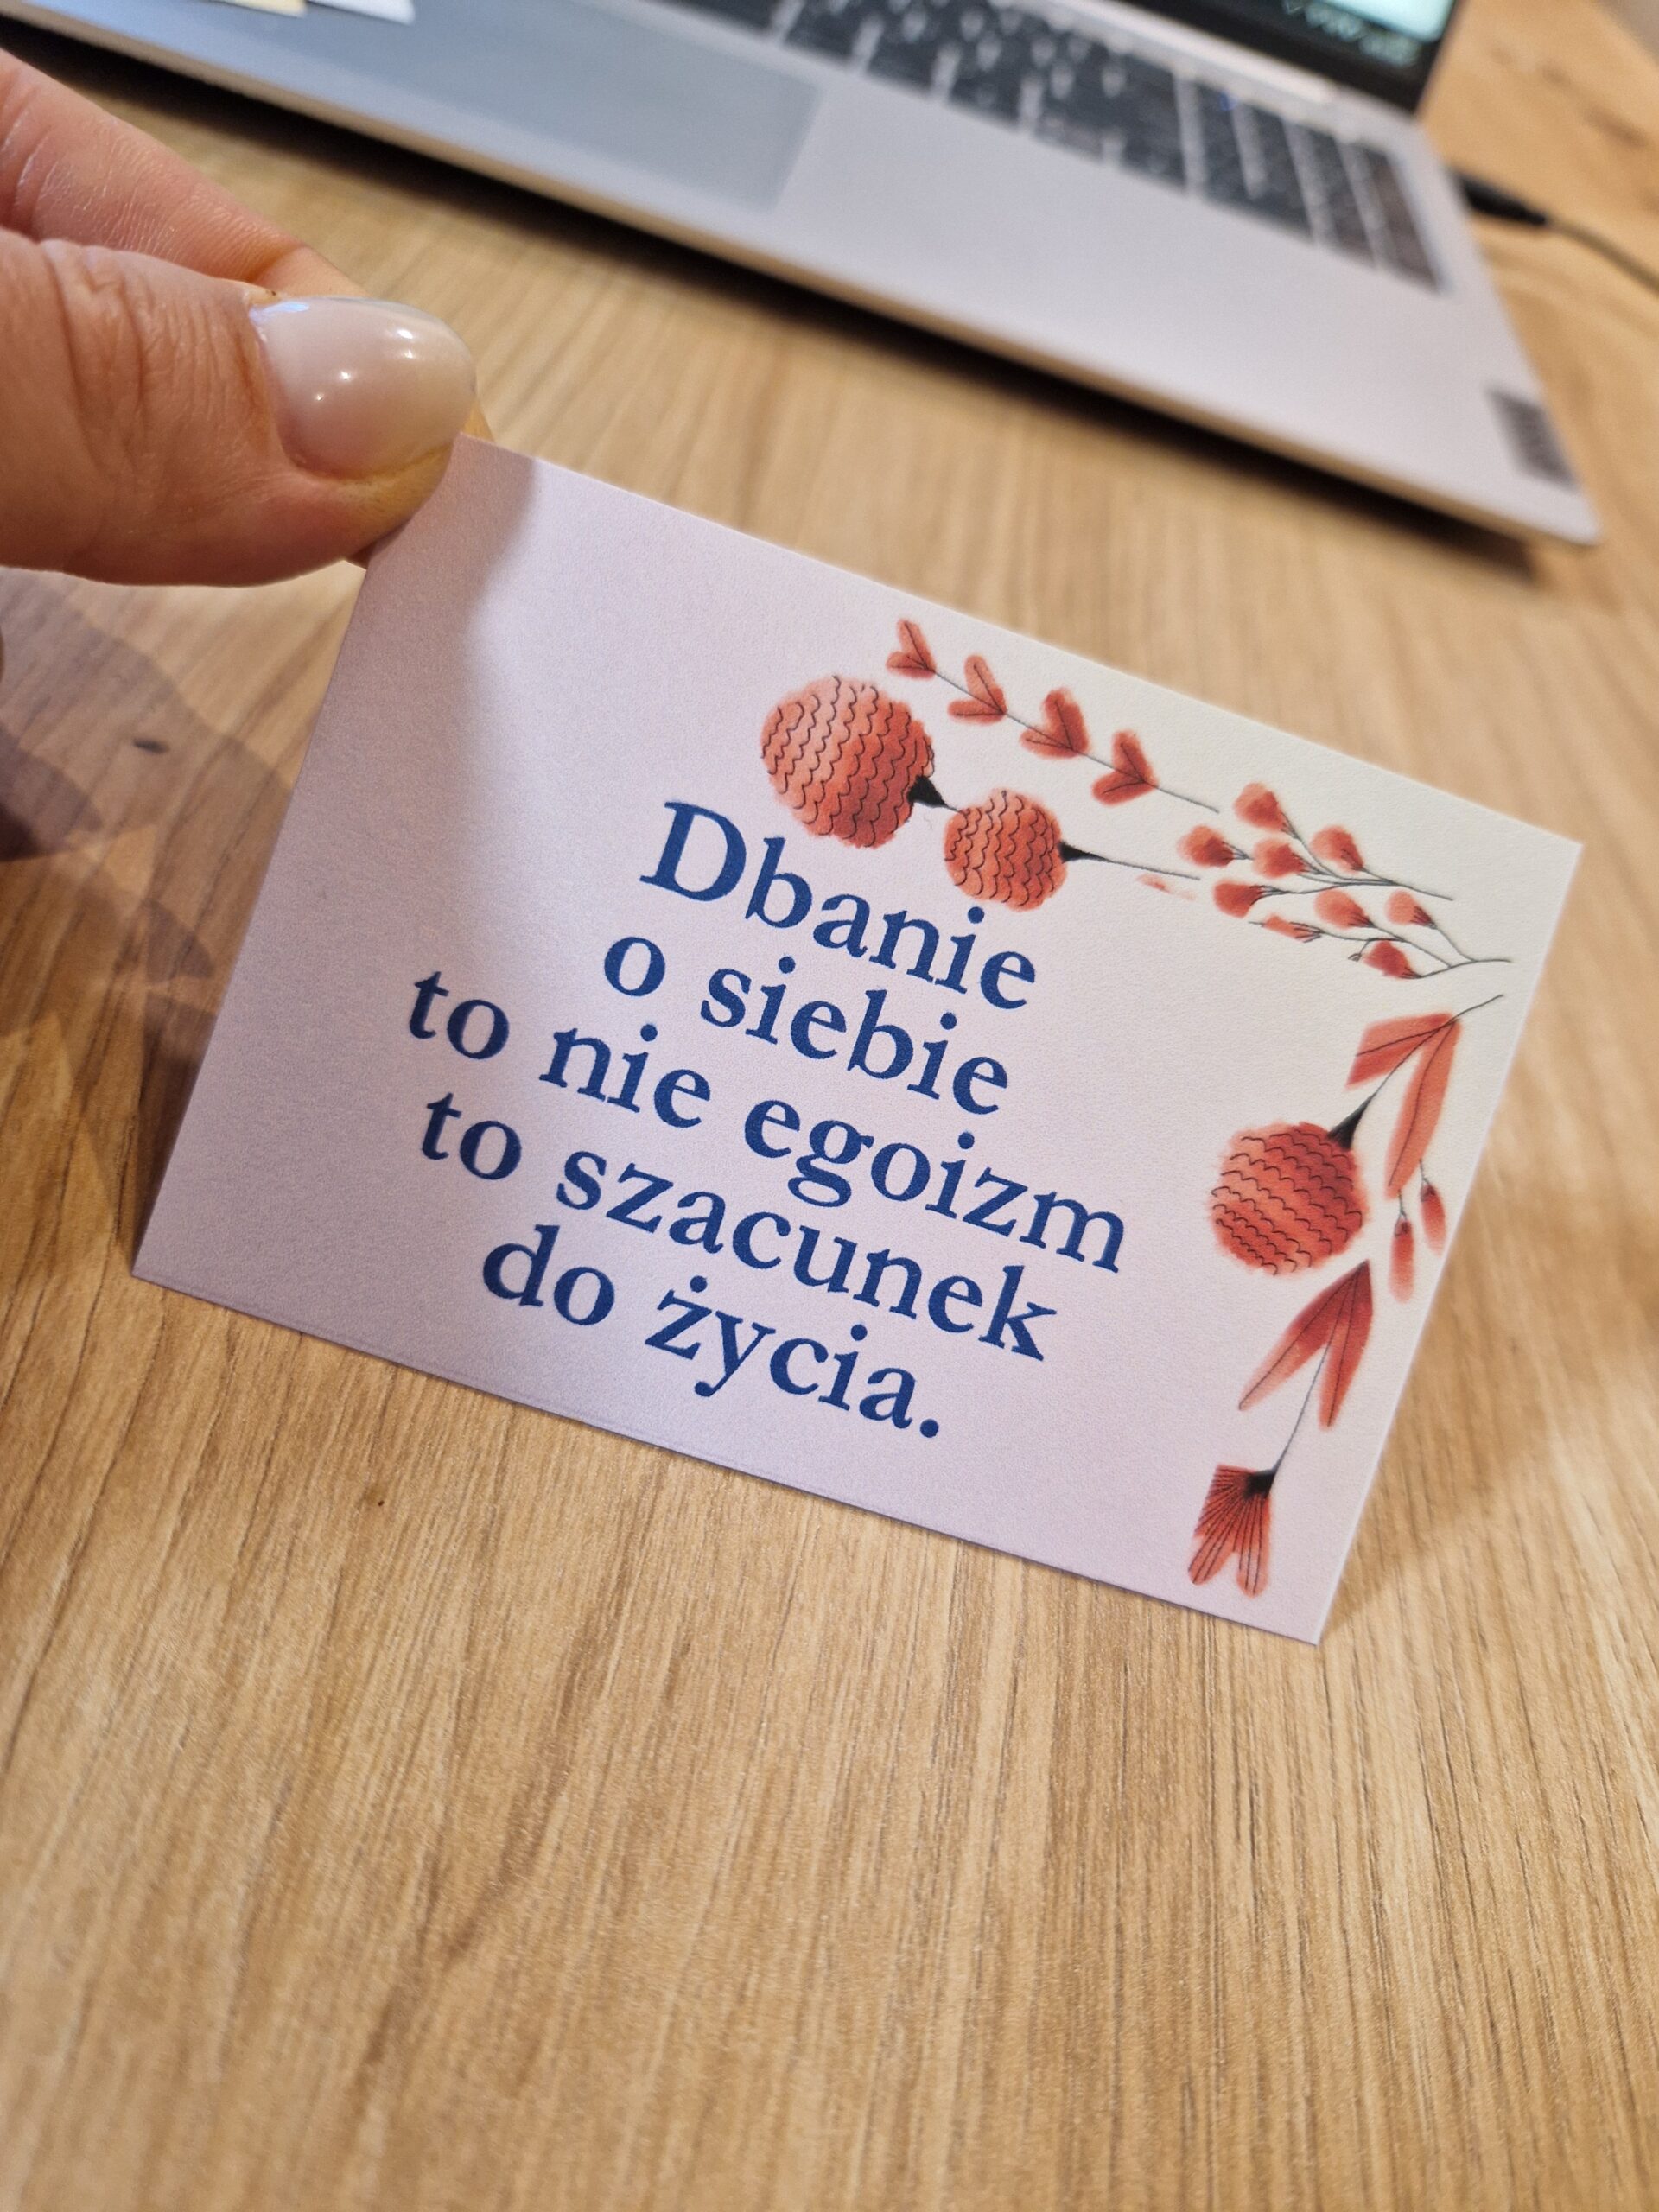 Dbanie
o siebie
to nie egoizm
to szacunek
do życia.